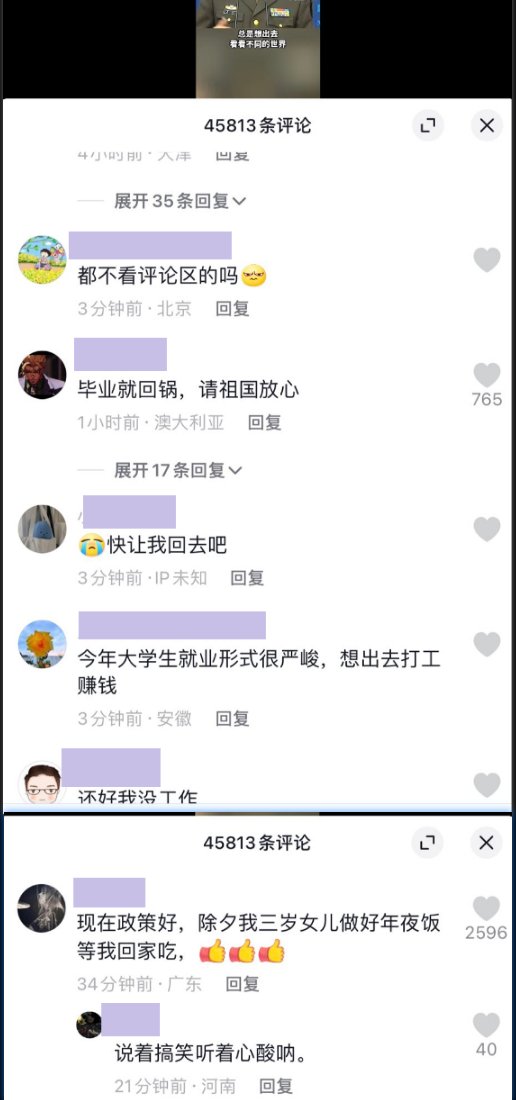 总是想出去
看看不同的世界
45813条评论
4小时前·天津 回复
展开35条回复
都不看评论区的吗
3分钟前·北京 回复
毕业就回锅，请祖国放心
765
1小时前·澳大利亚 回复
展开17条回复
快让我回去吧
3分钟前·IP未知 回复
今年大学生就业形式很严峻，想出去打工
赚钱
3分钟前·安徽 回复
还好我没工作
45813条评论
现在政策好，除夕我三岁女儿做好年夜饭
2596
等我回家吃，
34分钟前·广东 回复
说着搞笑听着心酸呐。
40
21分钟前·河南 回复